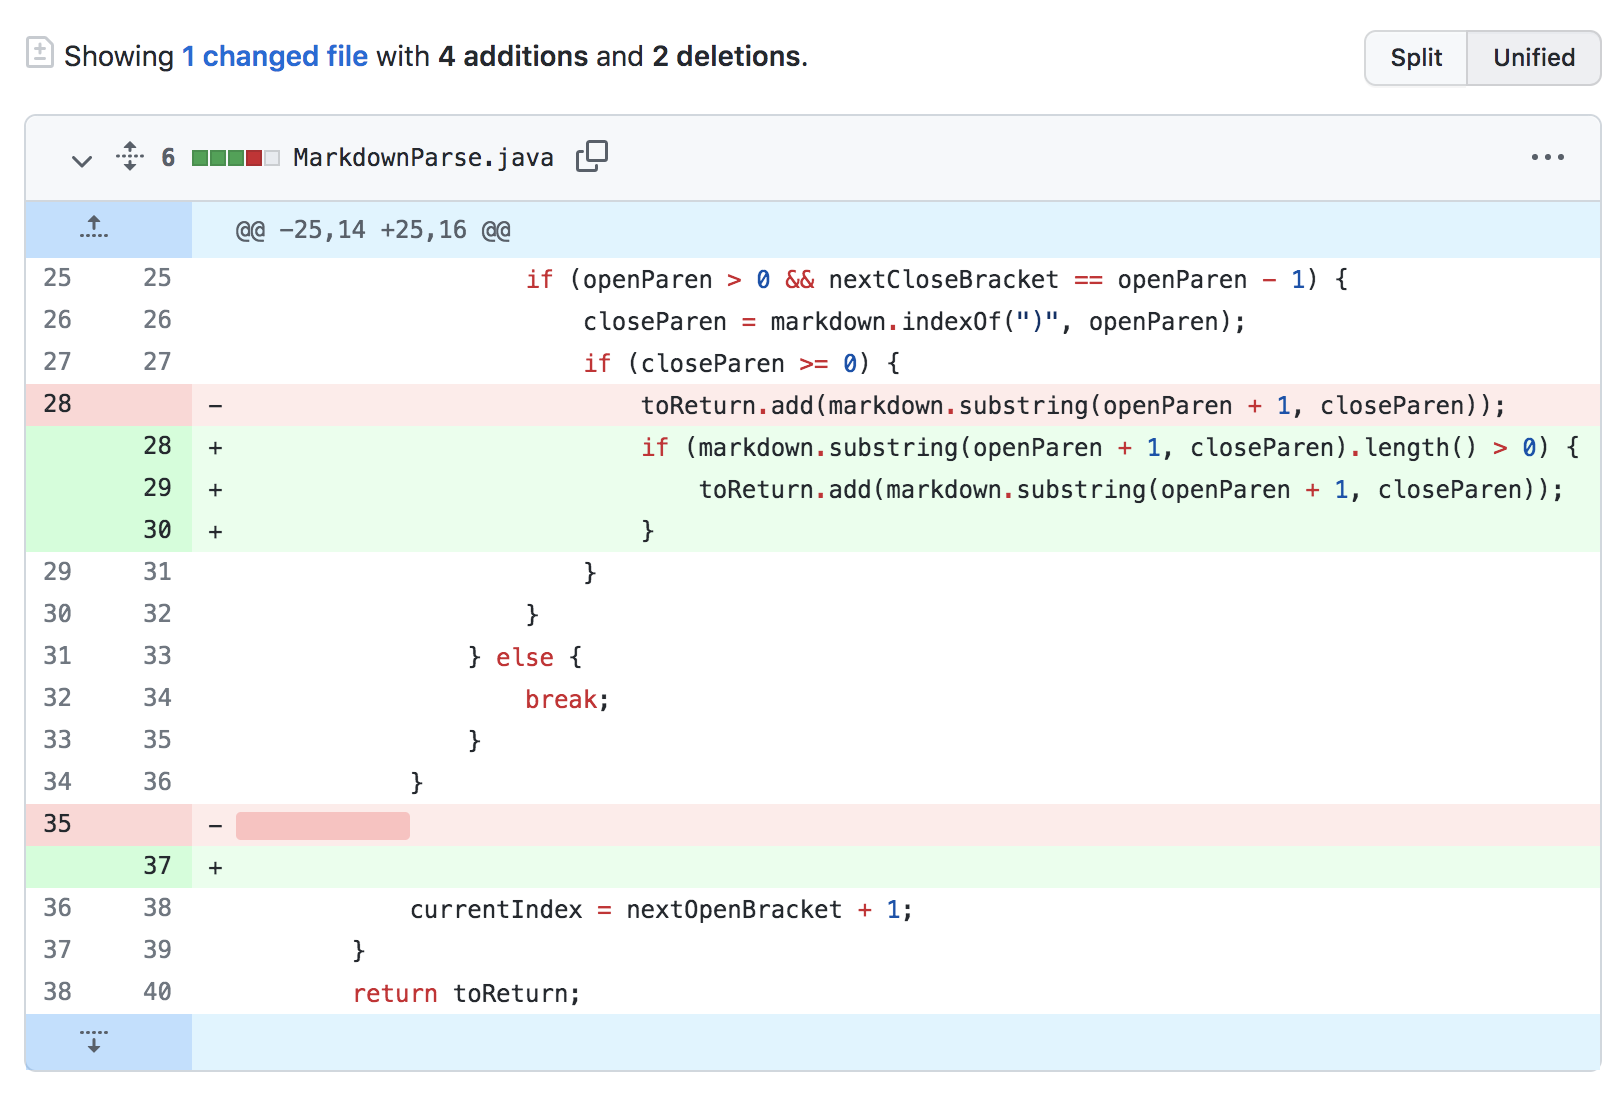 Showing 1 changed file with 4 additions and 2 deletions.
Split Unified
6 MarkdownParse.java
@@ -25,14 +25,16 @@
25 25 if (openParen > 0 && nextCloseBracket == openParen - 1) {
26 26 closeParen = markdown.indexOf(")", openParen);
27 27 if (closeParen >= 0) {
28 - toReturn.add(markdown.substring(openParen + 1, closeParen));
28 + if (markdown.substring(openParen + 1, closeParen).length() > 0) {
29 + toReturn.add(markdown.substring(openParen + 1, closeParen));
30 + }
29 31 }
30 32 }
31 33 } else {
32 34 break;
33 35 }
34 36 }
35 -
37 +
36 38 currentIndex = nextOpenBracket + 1;
37 39 }
38 40 return toReturn;